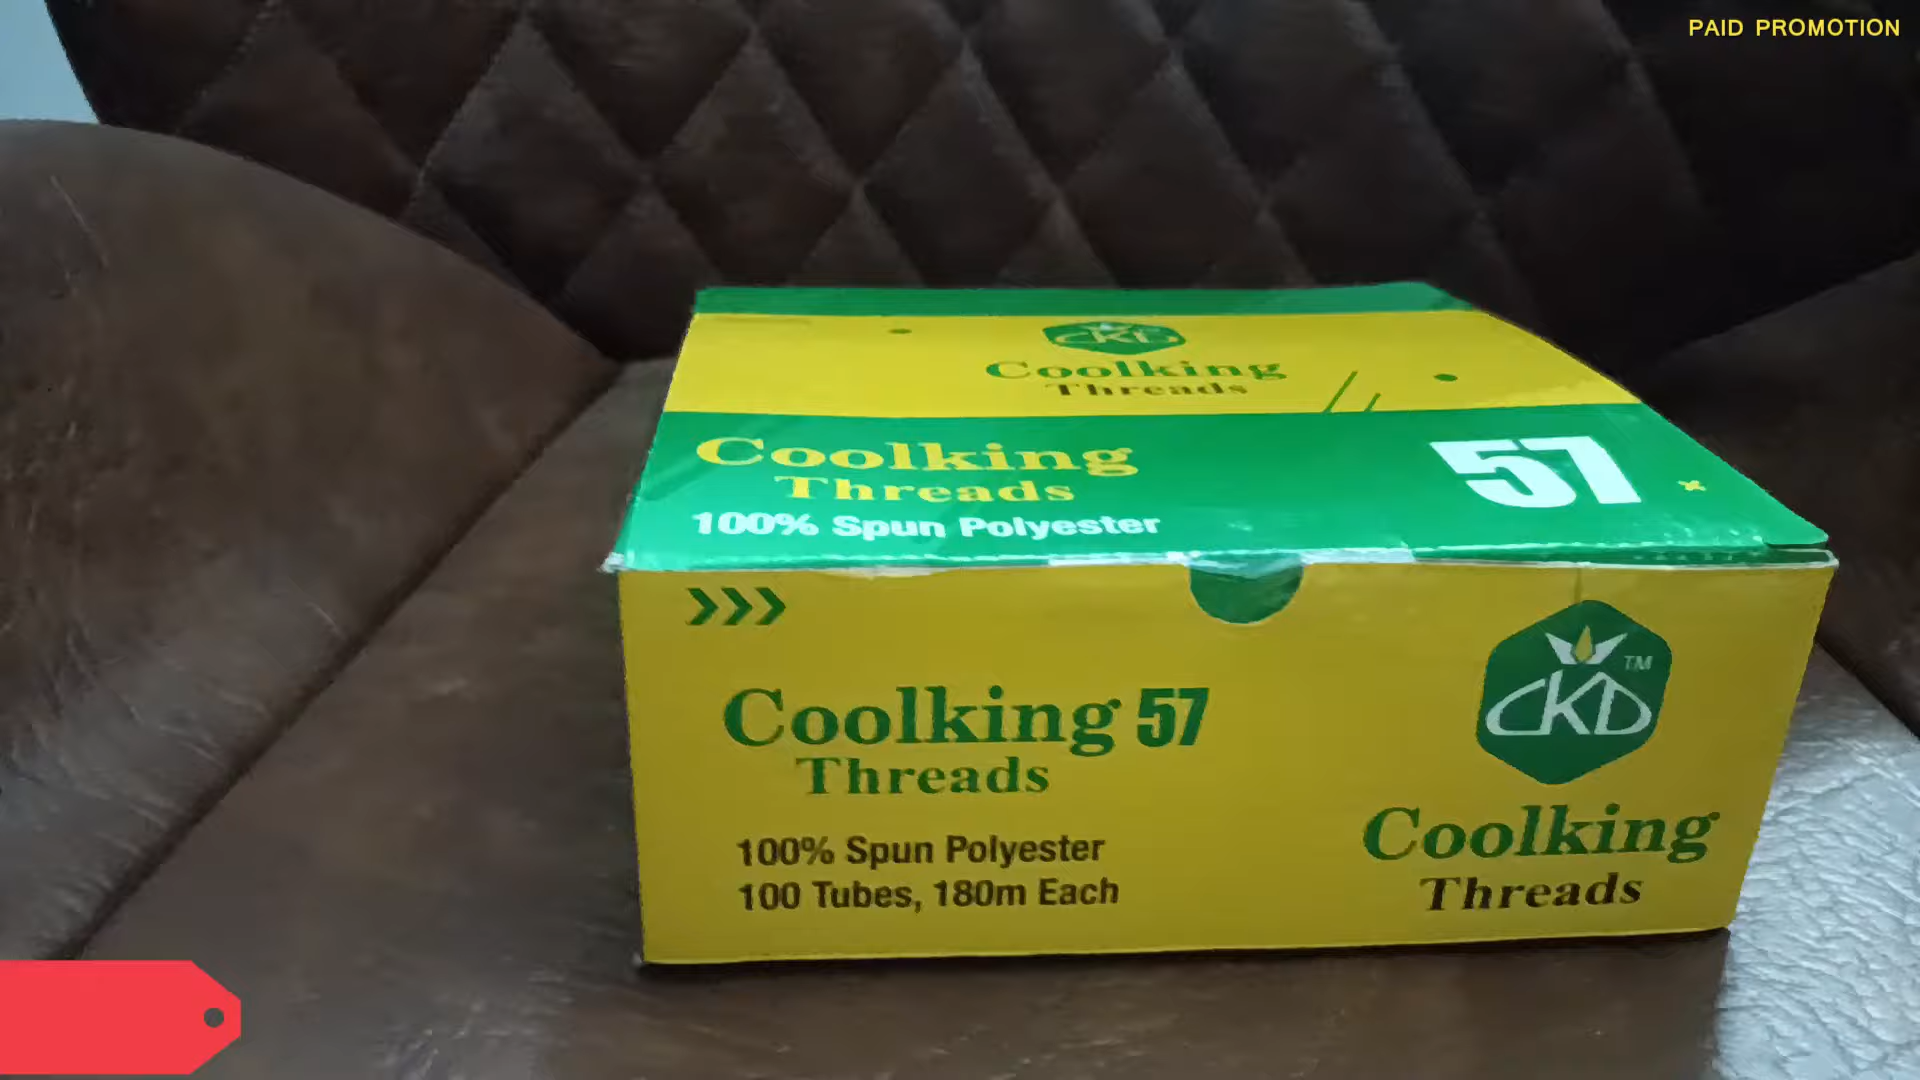 PAID PROMOTION
CKD
Coolking
Threads
Coolking
Threads
100% Spun Polyester
57
Coolking 57
Threads
100% Spun Polyester
100 Tubes, 180m Each
CKD TM
Coolking
Threads